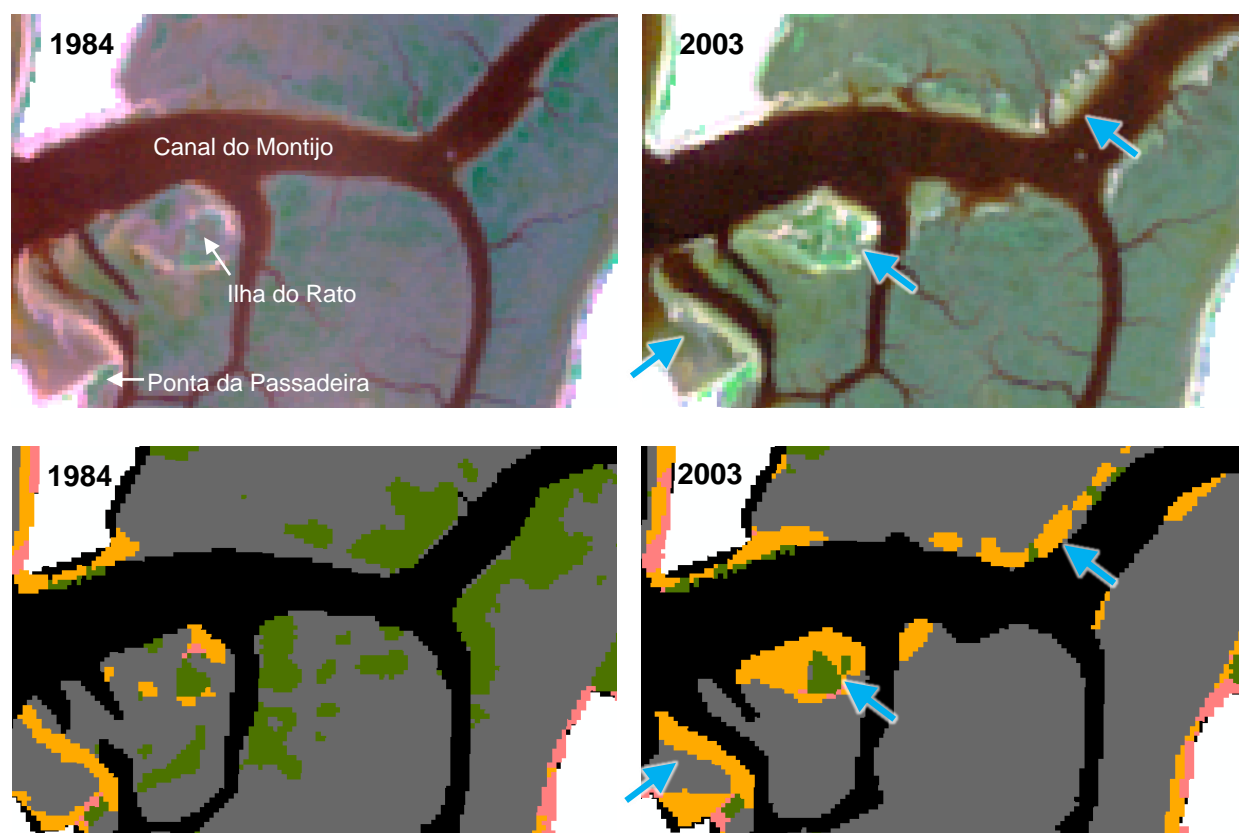 1984
2003
Canal do Montijo
Ilha do Rato
Ponta da Passadeira
1984
2003